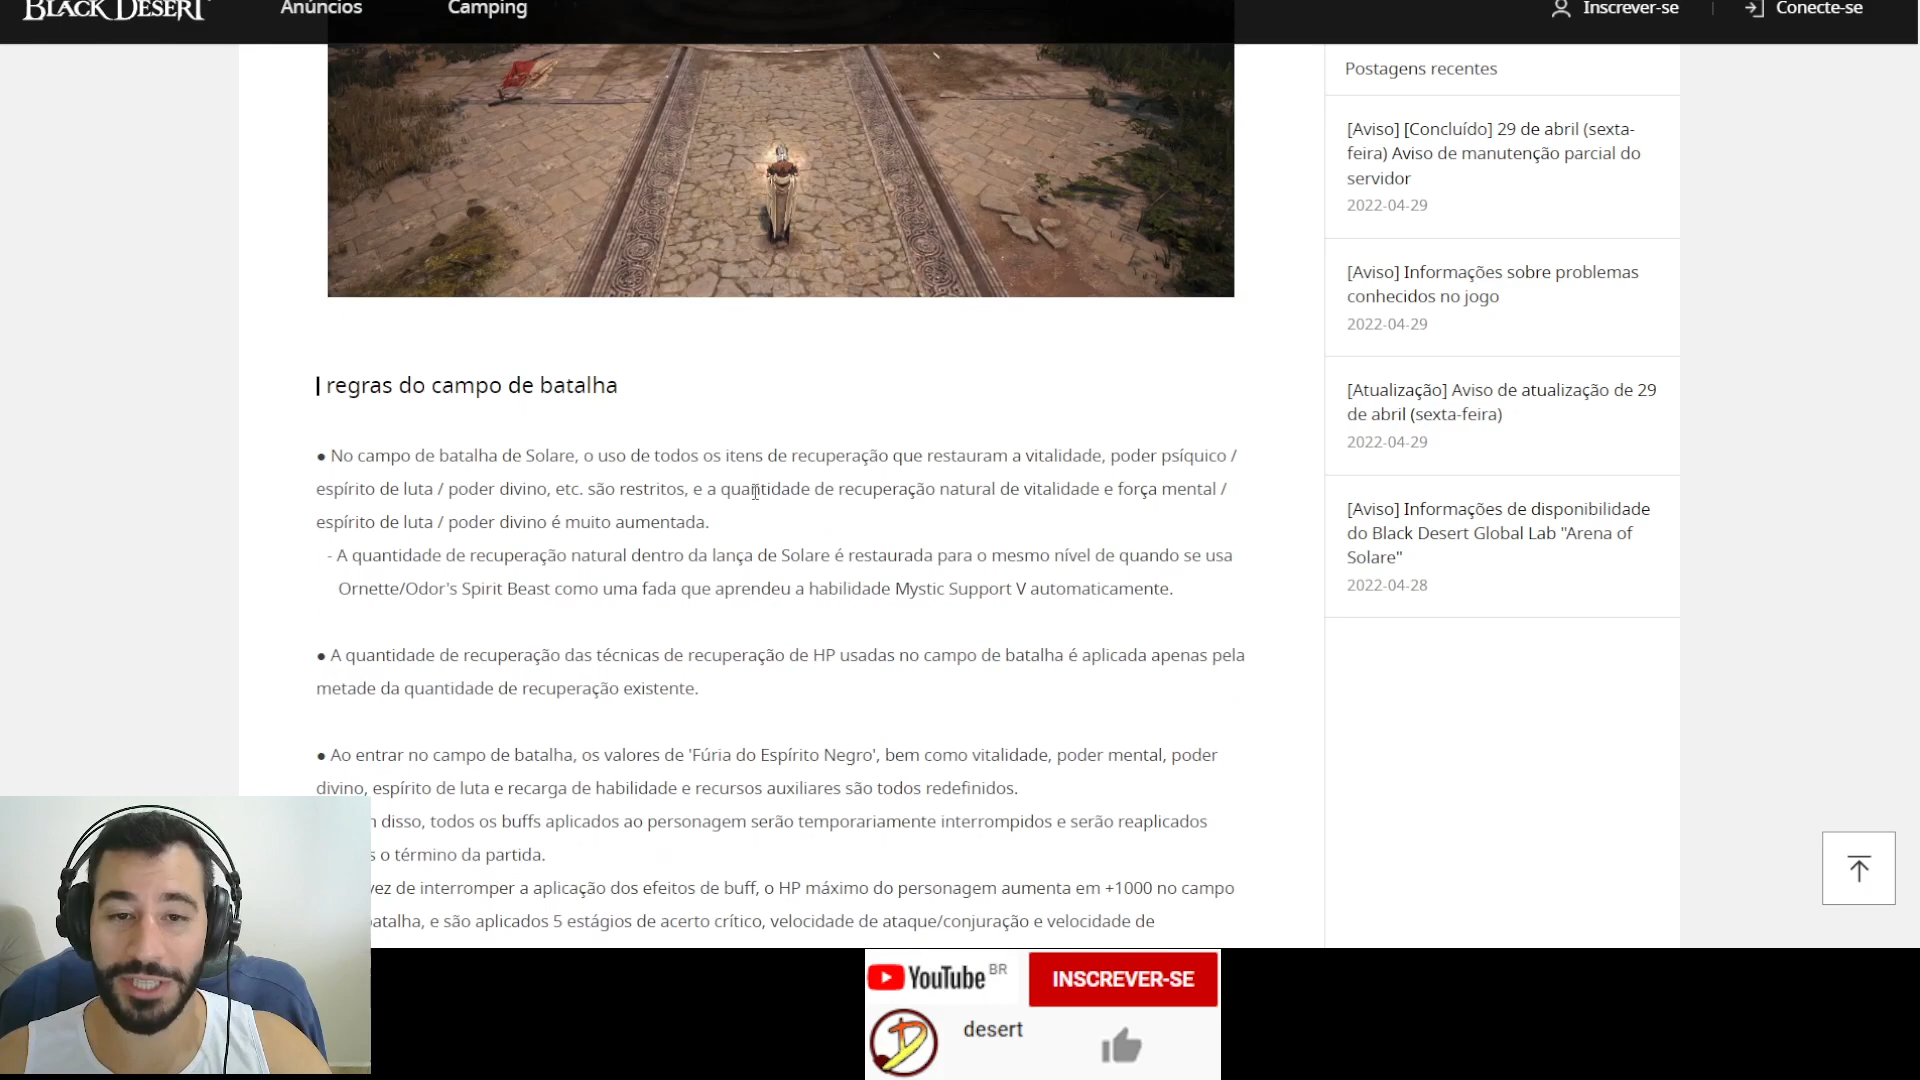 BLACK DESERT
Anúncios
Camping
Inscrever-se
Conecte-se
| regras do campo de batalha
● No campo de batalha de Solare, o uso de todos os itens de recuperação que restauram a vitalidade, poder psíquico /
espírito de luta / poder divino, etc. são restritos, e a quantidade de recuperação natural de vitalidade e força mental /
espírito de luta / poder divino é muito aumentada.
- A quantidade de recuperação natural dentro da lança de Solare é restaurada para o mesmo nível de quando se usa
Ornette/Odor's Spirit Beast como uma fada que aprendeu a habilidade Mystic Support V automaticamente.
● A quantidade de recuperação das técnicas de recuperação de HP usadas no campo de batalha é aplicada apenas pela
metade da quantidade de recuperação existente.
● Ao entrar no campo de batalha, os valores de 'Fúria do Espírito Negro', bem como vitalidade, poder mental, poder
divino, espírito de luta e recarga de habilidade e recursos auxiliares são todos redefinidos.
disso, todos os buffs aplicados ao personagem serão temporariamente interrompidos e serão reaplicados
o término da partida.
vez de interromper a aplicação dos efeitos de buff, o HP máximo do personagem aumenta em +1000 no campo
batalha, e são aplicados 5 estágios de acerto crítico, velocidade de ataque/conjuração e velocidade de
Postagens recentes
[Aviso] [Concluído] 29 de abril (sexta-
feira) Aviso de manutenção parcial do
servidor
2022-04-29
[Aviso] Informações sobre problemas
conhecidos no jogo
2022-04-29
[Atualização] Aviso de atualização de 29
de abril (sexta-feira)
2022-04-29
[Aviso] Informações de disponibilidade
do Black Desert Global Lab "Arena of
Solare"
2022-04-28
YouTube BR
INSCREVER-SE
D
desert